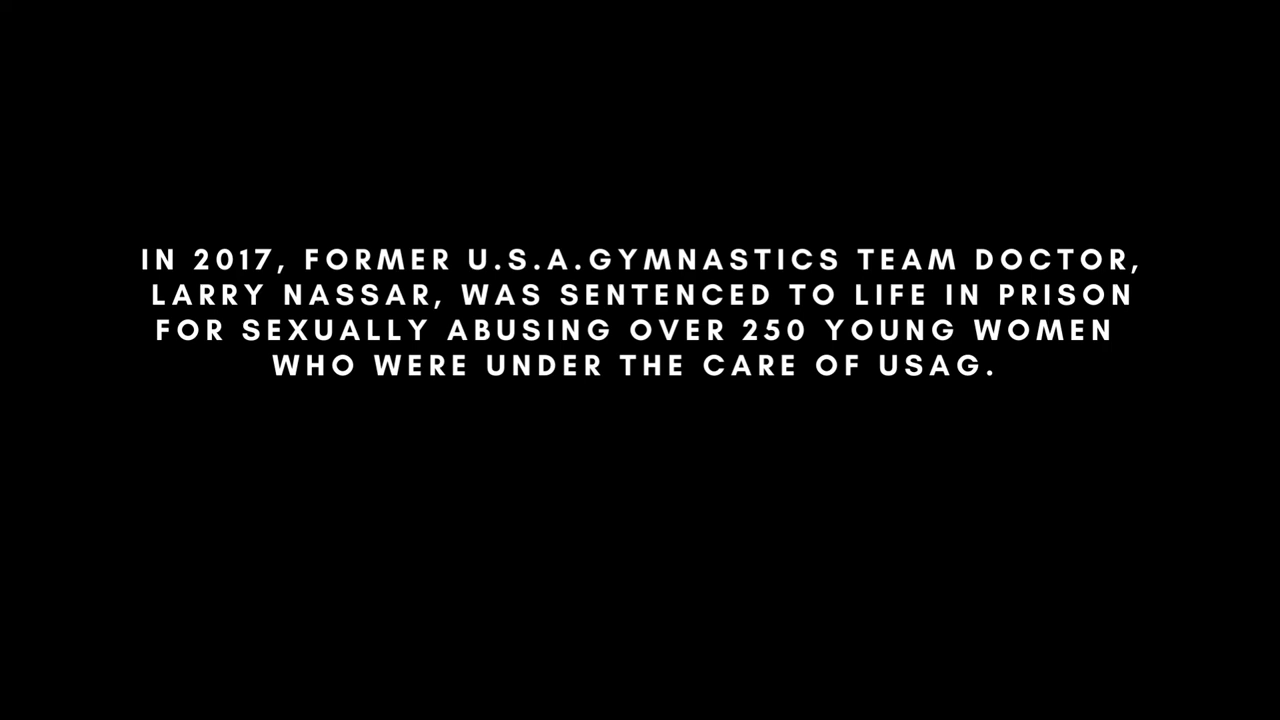 IN 2017, FORMER U.S.A.GYMNASTICS TEAM DOCTOR,
LARRY NASSAR, WAS SENTENCED TO LIFE IN PRISON
FOR SEXUALLY ABUSING OVER 250 YOUNG WOMEN
WHO WERE UNDER THE CARE OF USAG.